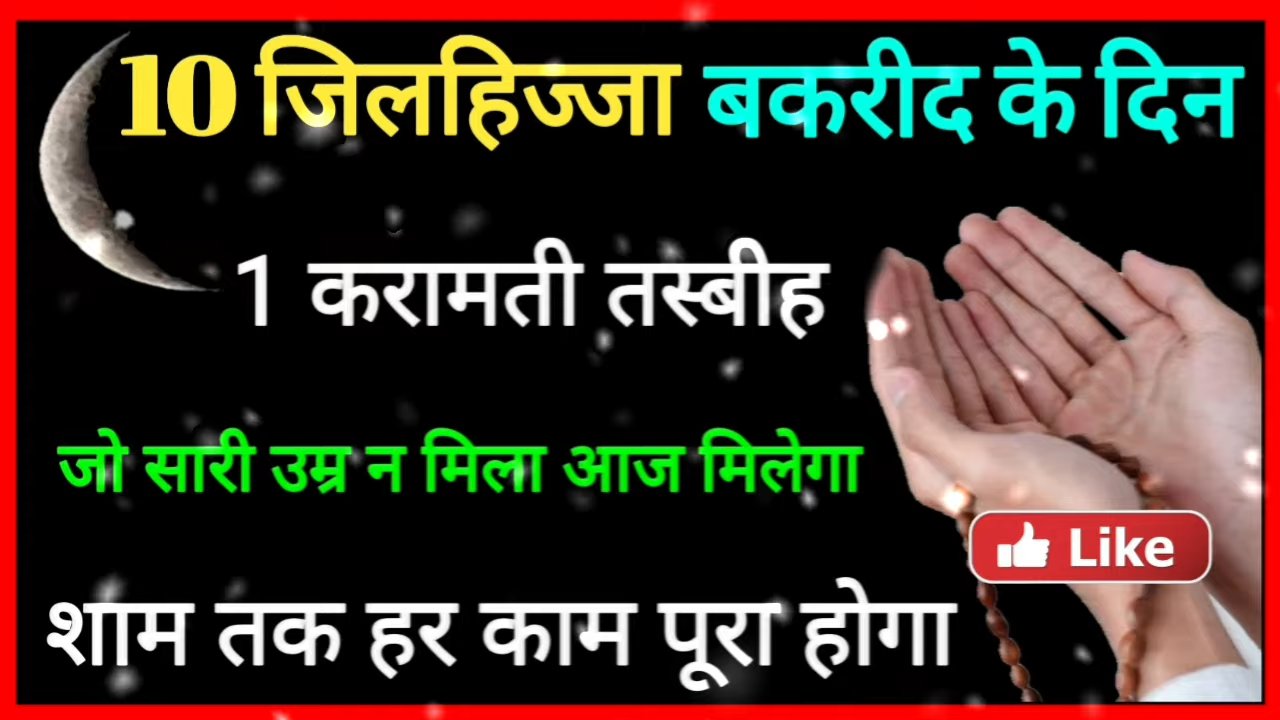 10 जिलहिज्जा बकरीद के दिन
1 करामती तस्बीह
जो सारी उम्र न मिला आज मिलेगा
Like
शाम तक हर काम पूरा होगा